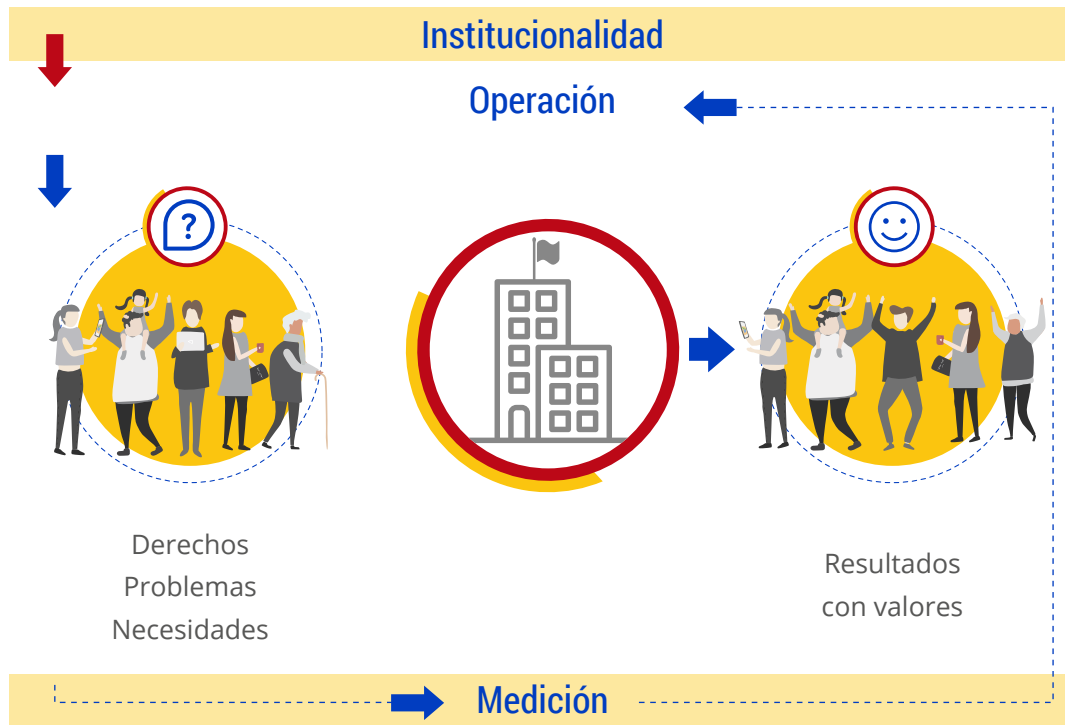 Institucionalidad
Operación
?
Derechos
Problemas
Necesidades
Resultados
con valores
Medición